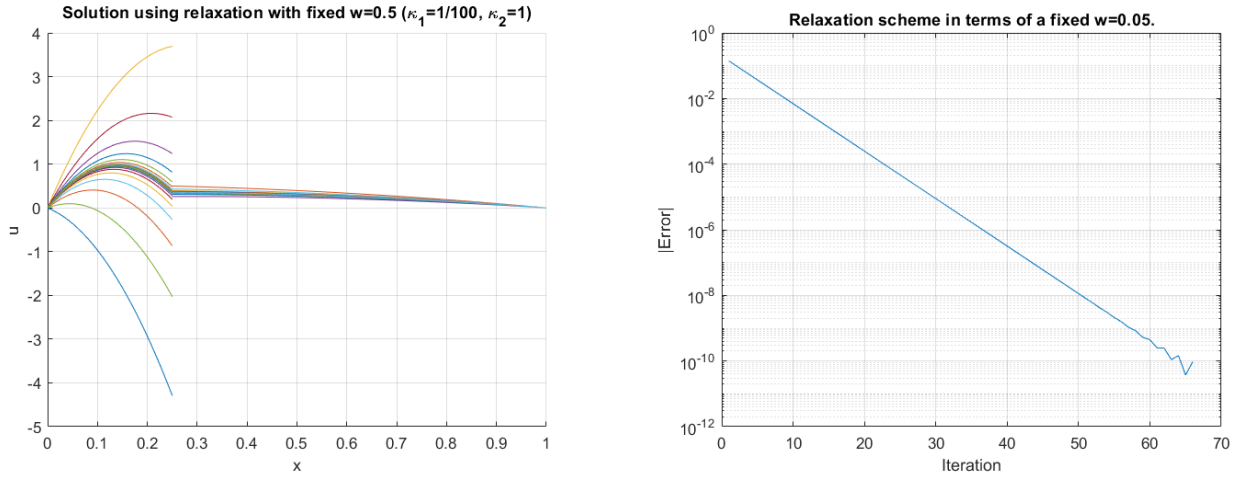 Solution using relaxation with fixed w=0.5 (κ₁=1/100, κ₂=1)
4
3
2
1
0
-1
-2
-3
-4
-5
u
0 0.1 0.2 0.3 0.4 0.5 0.6 0.7 0.8 0.9 1
x
Relaxation scheme in terms of a fixed w=0.05.
10⁰
10⁻²
10⁻⁴
10⁻⁶
10⁻⁸
10⁻¹⁰
10⁻¹²
|Error|
0 10 20 30 40 50 60 70
Iteration